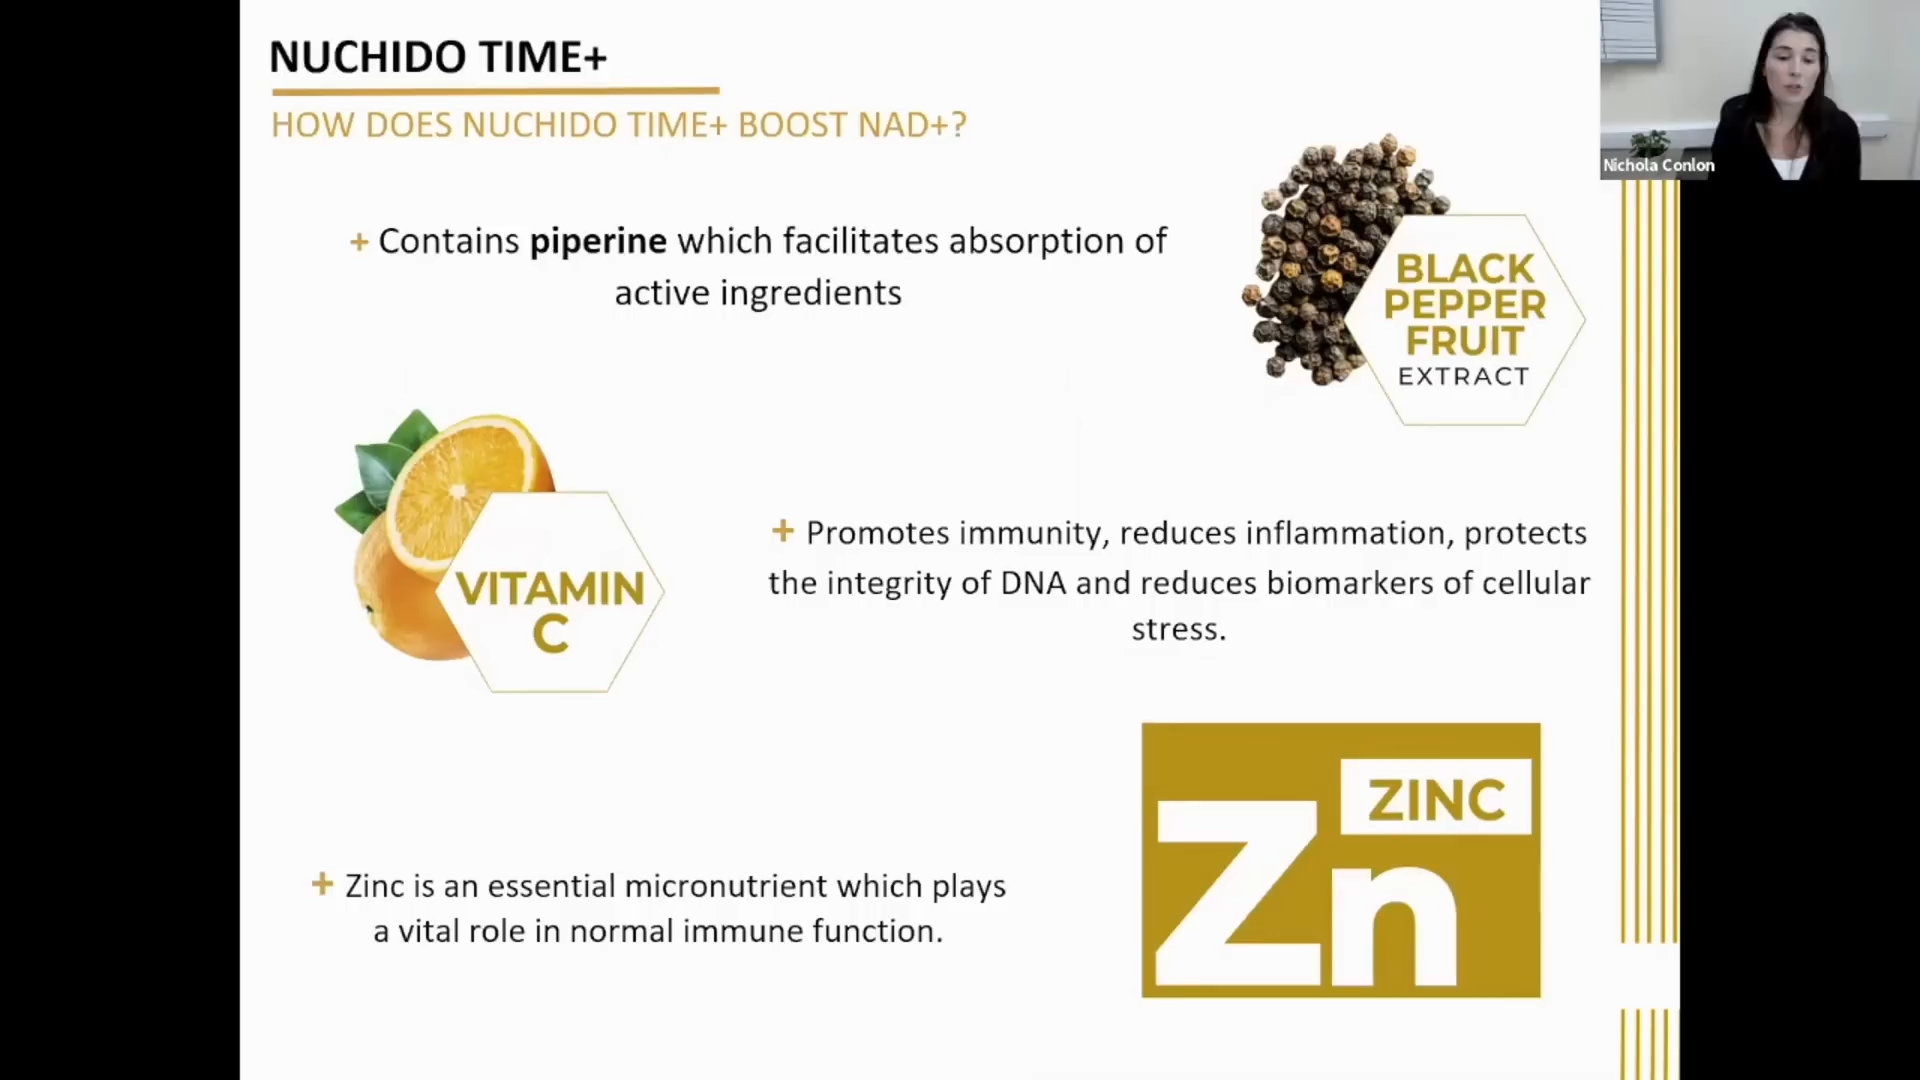 NUCHIDO TIME+
HOW DOES NUCHIDO TIME+ BOOST NAD+?
Nichola Conlon
+ Contains piperine which facilitates absorption of
active ingredients
BLACK
PEPPER
FRUIT
EXTRACT
VITAMIN
C
+ Promotes immunity, reduces inflammation, protects
the integrity of DNA and reduces biomarkers of cellular
stress.
ZINC
Zn
+ Zinc is an essential micronutrient which plays
a vital role in normal immune function.